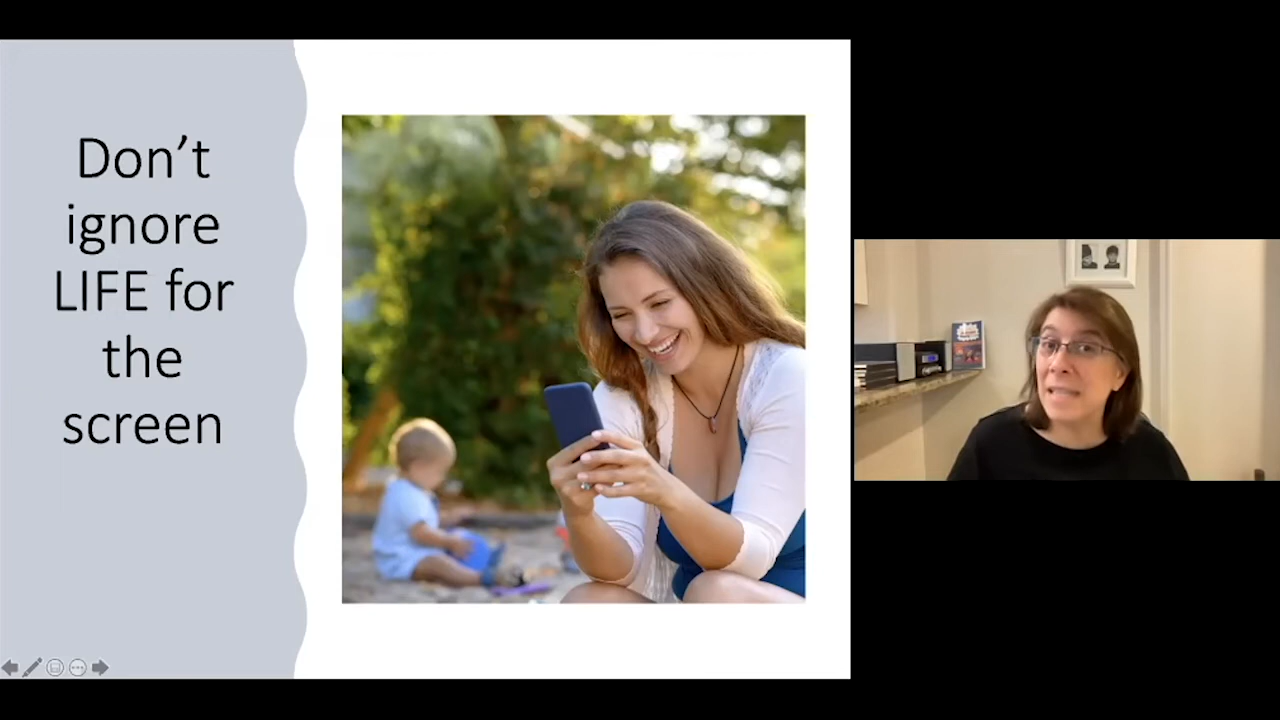 Don’t
ignore
LIFE for
the
screen